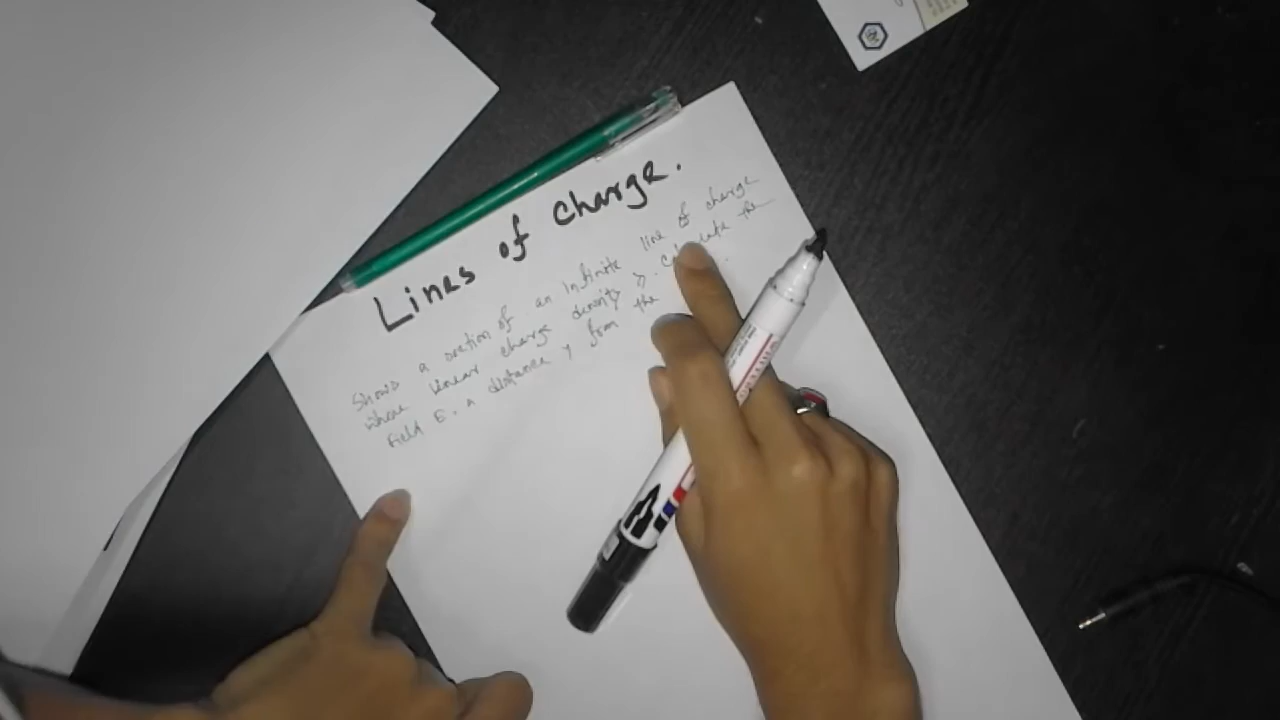 Lines of Charge.
Shows a section of an Infinite line of charge
whose linear charge density λ. the
field E. A distance y from the